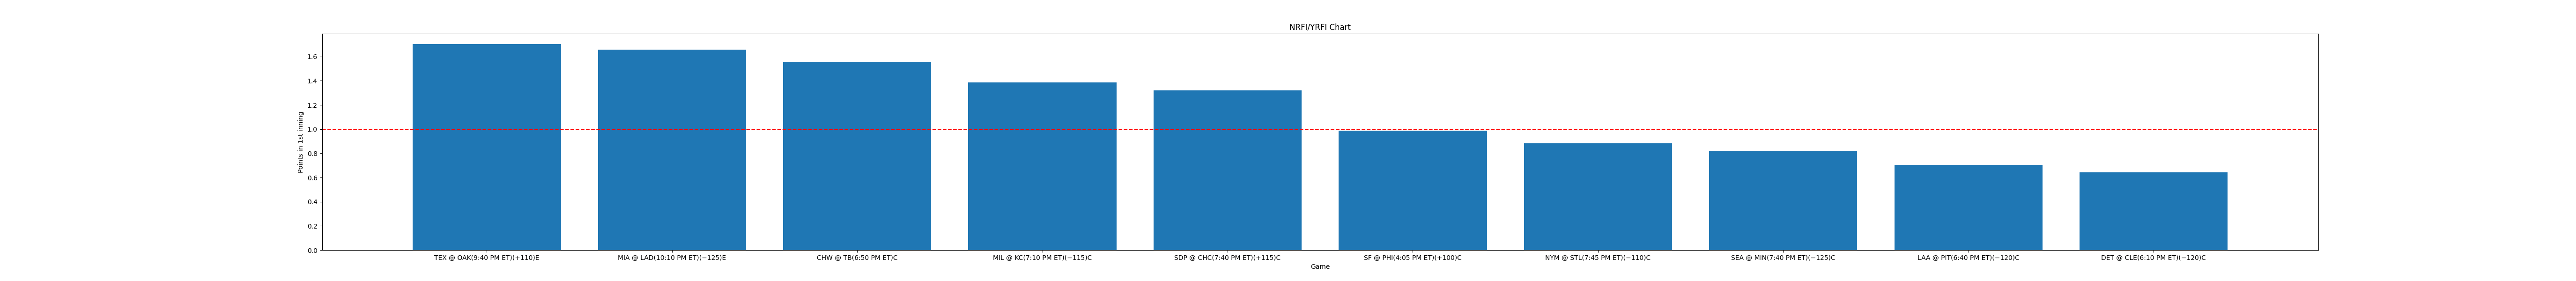 NRFI/YRFI Chart
Points in 1st inning
1.6
1.4
1.2
1.0
0.8
0.6
0.4
0.2
0.0
TEX @ OAK(9:40 PM ET)(+110)E
MIA @ LAD(10:10 PM ET)(−125)E
CHW @ TB(6:50 PM ET)C
MIL @ KC(7:10 PM ET)(−115)C
SDP @ CHC(7:40 PM ET)(+115)C
SF @ PHI(4:05 PM ET)(+100)C
NYM @ STL(7:45 PM ET)(−110)C
SEA @ MIN(7:40 PM ET)(−125)C
LAA @ PIT(6:40 PM ET)(−120)C
DET @ CLE(6:10 PM ET)(−120)C
Game